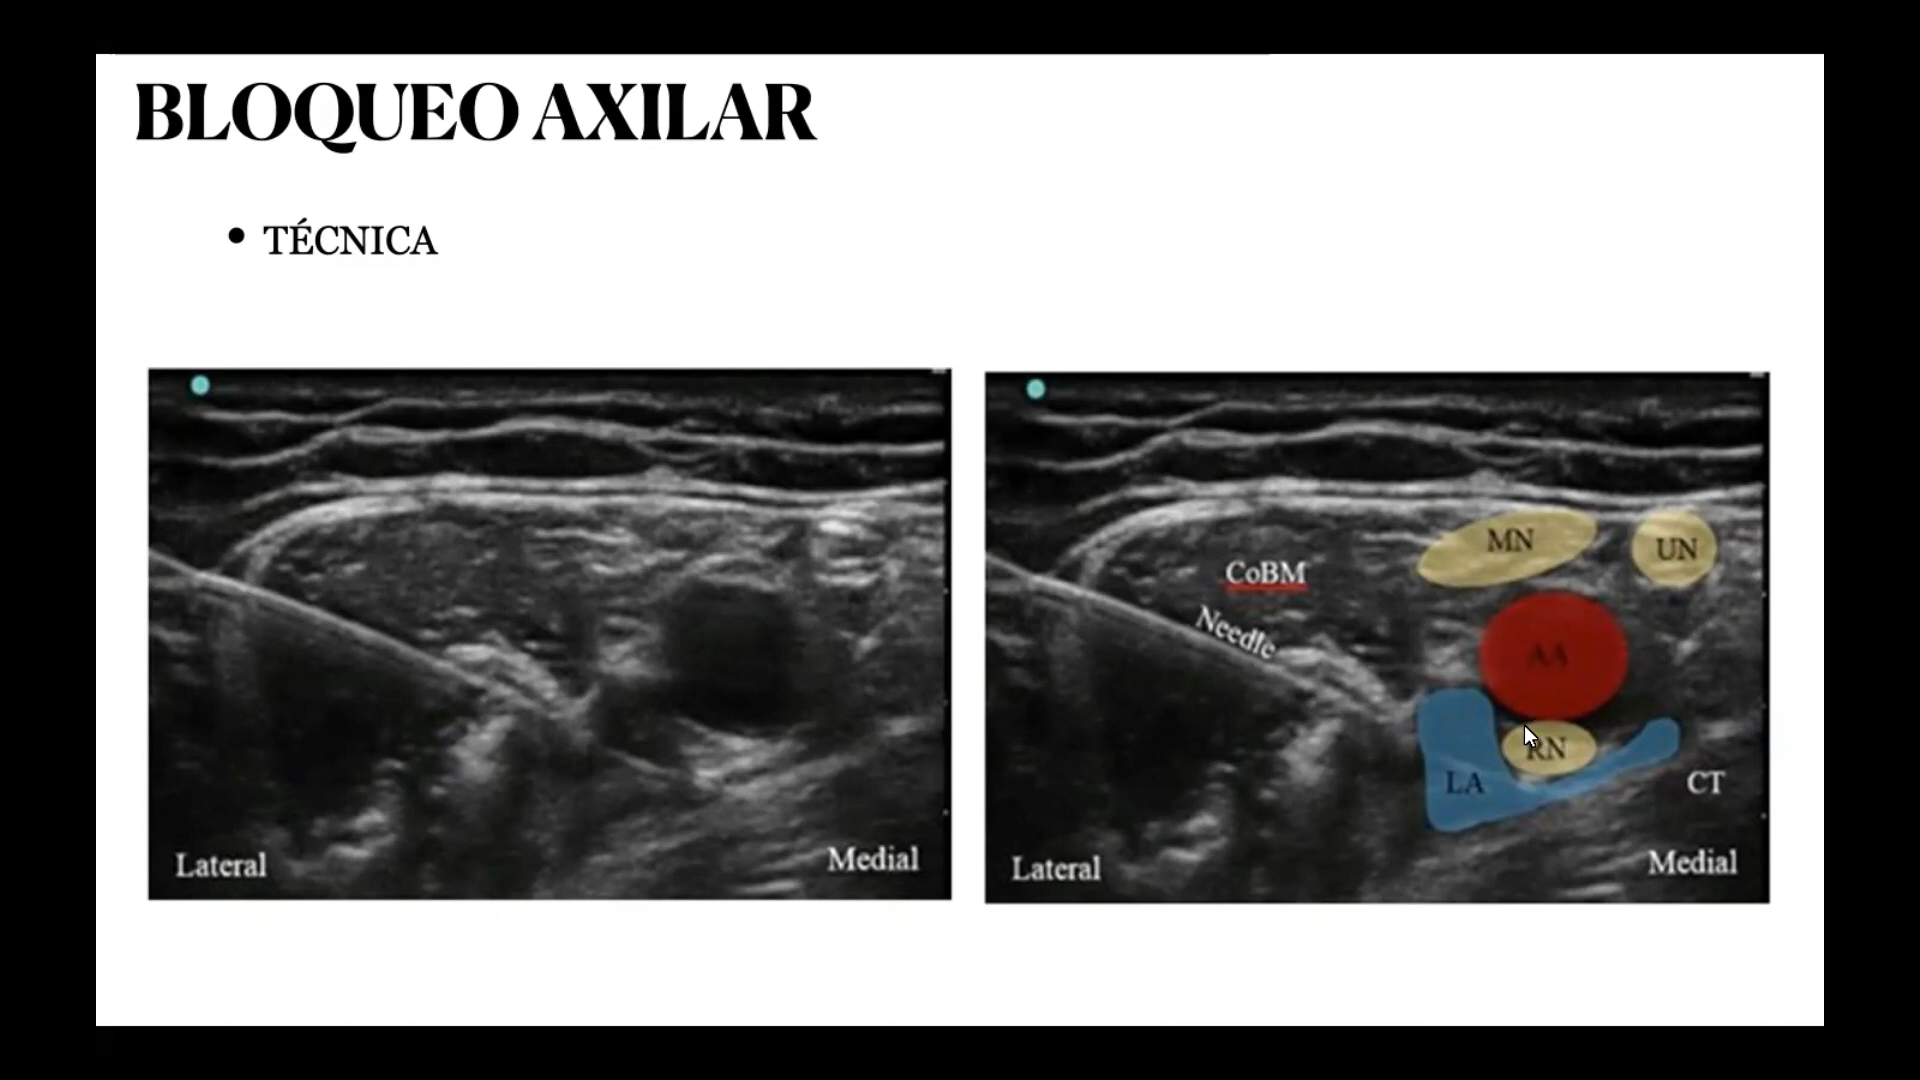 BLOQUEO AXILAR
• TÉCNICA
Lateral
Medial
MN
UN
CoBM
Needle
AA
RN
LA
CT
Lateral
Medial